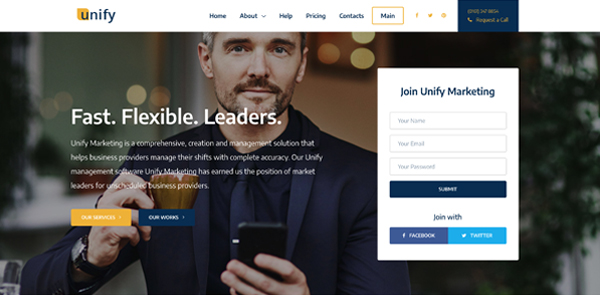 unify
Home About Help Pricing Contacts Main
Request a Call
Fast. Flexible. Leaders.
Unify Marketing is a comprehensive, creation and management solution that
helps business providers manage their shifts with complete accuracy. Our Unify
management software Unify Marketing has earned us the position of market
leaders for unscheduled business providers.
OUR SERVICES
OUR WORKS
Join Unify Marketing
Your Name
Your Email
Your Password
SUBMIT
Join with
FACEBOOK
TWITTER